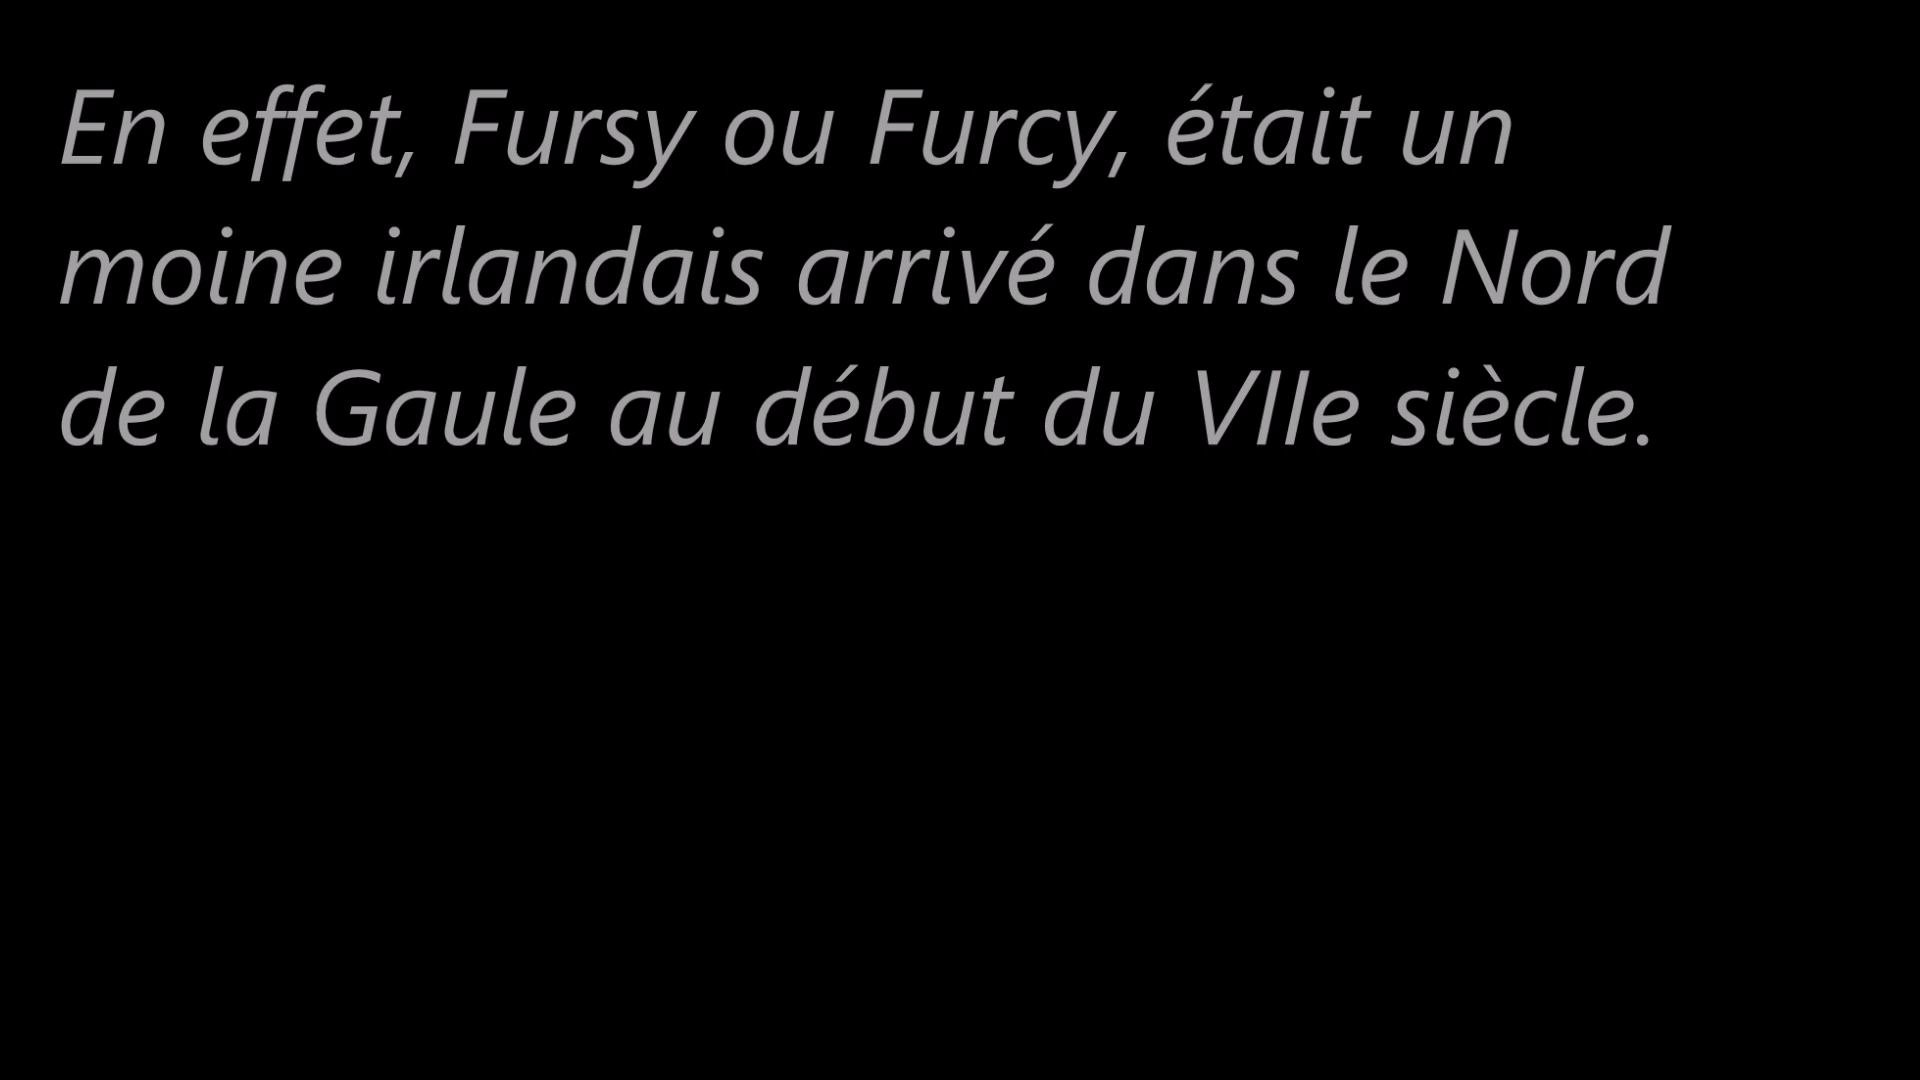 En effet, Fursy ou Furcy, était un
moine irlandais arrivé dans le Nord
de la Gaule au début du VIIe siècle.